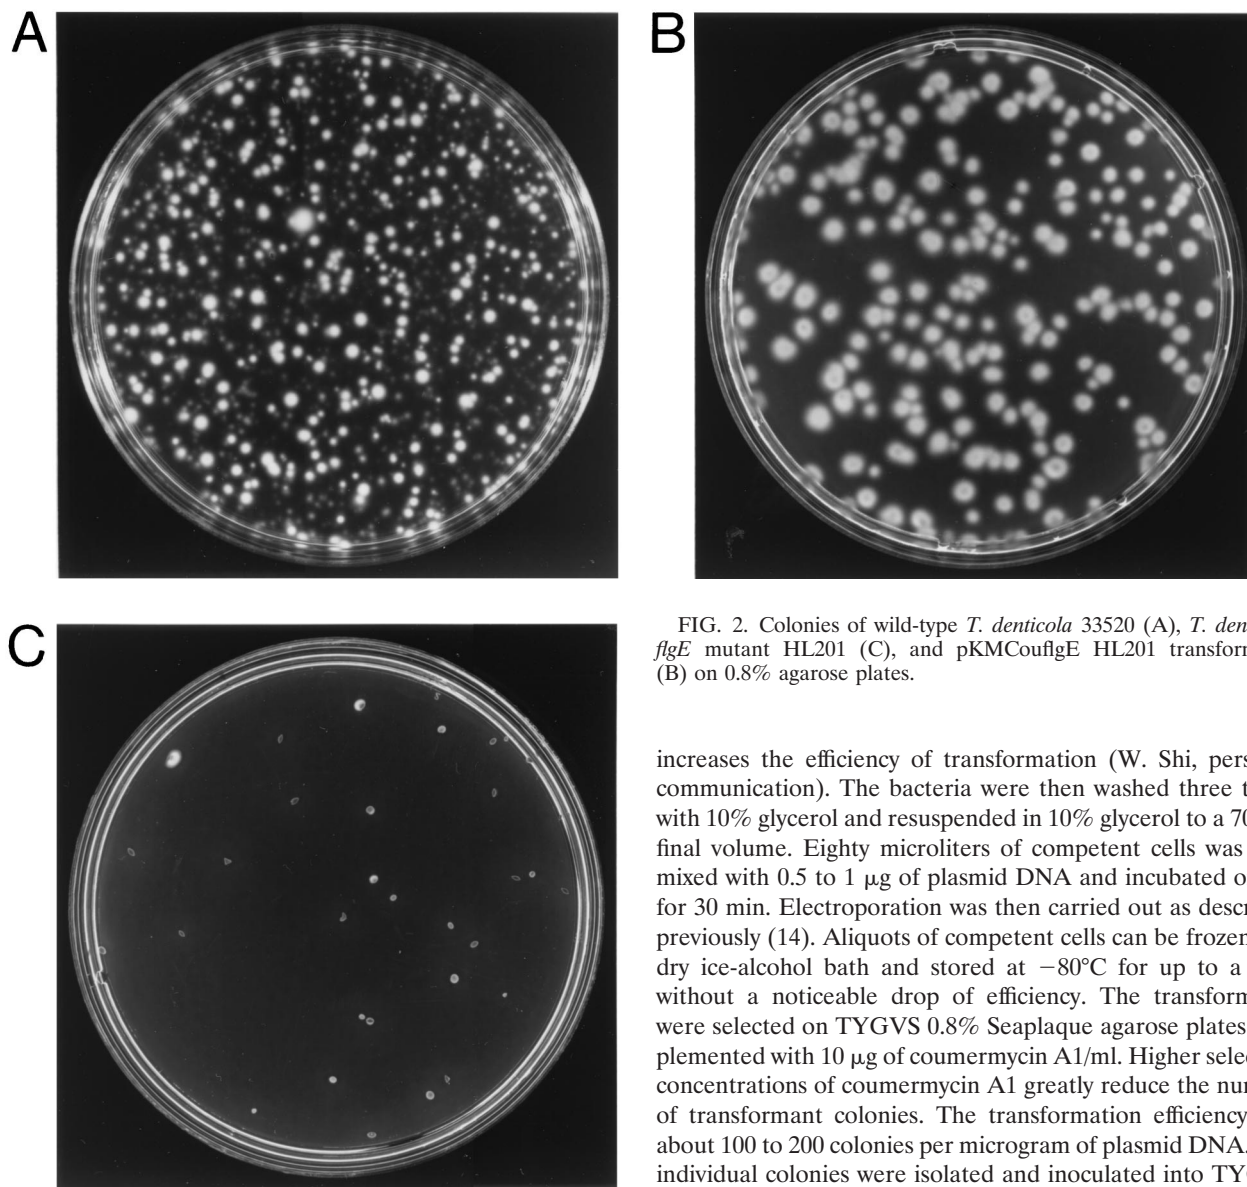 A
B
C
FIG. 2. Colonies of wild-type T. denticola 33520 (A), T. den
flgE mutant HL201 (C), and pKMCouflgE HL201 transform
(B) on 0.8% agarose plates.
increases the efficiency of transformation (W. Shi, pers
communication). The bacteria were then washed three t
with 10% glycerol and resuspended in 10% glycerol to a 70
final volume. Eighty microliters of competent cells was
mixed with 0.5 to 1 μg of plasmid DNA and incubated o
for 30 min. Electroporation was then carried out as descr
previously (14). Aliquots of competent cells can be frozen
dry ice-alcohol bath and stored at −80°C for up to a
without a noticeable drop of efficiency. The transform
were selected on TYGVS 0.8% Seaplaque agarose plates
plemented with 10 μg of coumermycin A1/ml. Higher selec
concentrations of coumermycin A1 greatly reduce the nu
of transformant colonies. The transformation efficiency
about 100 to 200 colonies per microgram of plasmid DNA.
individual colonies were isolated and inoculated into TY